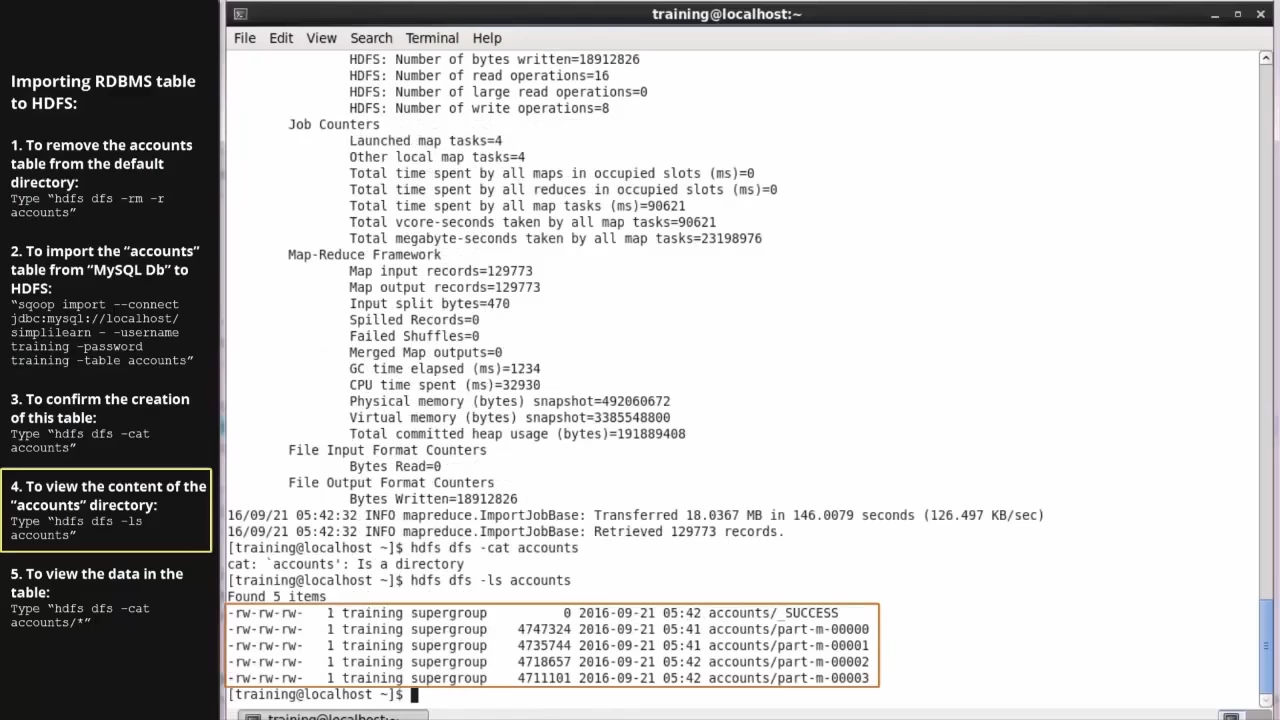 Importing RDBMS table
to HDFS:
1. To remove the accounts
table from the default
directory:
Type “hdfs dfs –rm –r
accounts”
2. To import the “accounts”
table from “MySQL Db” to
HDFS:
“sqoop import --connect
jdbc:mysql://localhost/
simplilearn - -username
training –password
training –table accounts”
3. To confirm the creation
of this table:
Type “hdfs dfs –cat
accounts”
4. To view the content of the
“accounts” directory:
Type “hdfs dfs –ls
accounts”
5. To view the data in the
table:
Type “hdfs dfs –cat
accounts/*”
training@localhost:~
File Edit View Search Terminal Help
HDFS: Number of bytes written=18912826
HDFS: Number of read operations=16
HDFS: Number of large read operations=0
HDFS: Number of write operations=8
Job Counters
Launched map tasks=4
Other local map tasks=4
Total time spent by all maps in occupied slots (ms)=0
Total time spent by all reduces in occupied slots (ms)=0
Total time spent by all map tasks (ms)=90621
Total vcore-seconds taken by all map tasks=90621
Total megabyte-seconds taken by all map tasks=23198976
Map-Reduce Framework
Map input records=129773
Map output records=129773
Input split bytes=470
Spilled Records=0
Failed Shuffles=0
Merged Map outputs=0
GC time elapsed (ms)=1234
CPU time spent (ms)=32930
Physical memory (bytes) snapshot=492060672
Virtual memory (bytes) snapshot=3385548800
Total committed heap usage (bytes)=191889408
File Input Format Counters
Bytes Read=0
File Output Format Counters
Bytes Written=18912826
16/09/21 05:42:32 INFO mapreduce.ImportJobBase: Transferred 18.0367 MB in 146.0079 seconds (126.497 KB/sec)
16/09/21 05:42:32 INFO mapreduce.ImportJobBase: Retrieved 129773 records.
[training@localhost ~]$ hdfs dfs -cat accounts
cat: `accounts': Is a directory
[training@localhost ~]$ hdfs dfs -ls accounts
Found 5 items
-rw-rw-rw- 1 training supergroup 0 2016-09-21 05:42 accounts/_SUCCESS
-rw-rw-rw- 1 training supergroup 4747324 2016-09-21 05:41 accounts/part-m-00000
-rw-rw-rw- 1 training supergroup 4735744 2016-09-21 05:41 accounts/part-m-00001
-rw-rw-rw- 1 training supergroup 4718657 2016-09-21 05:42 accounts/part-m-00002
-rw-rw-rw- 1 training supergroup 4711101 2016-09-21 05:42 accounts/part-m-00003
[training@localhost ~]$
training@localhost:~